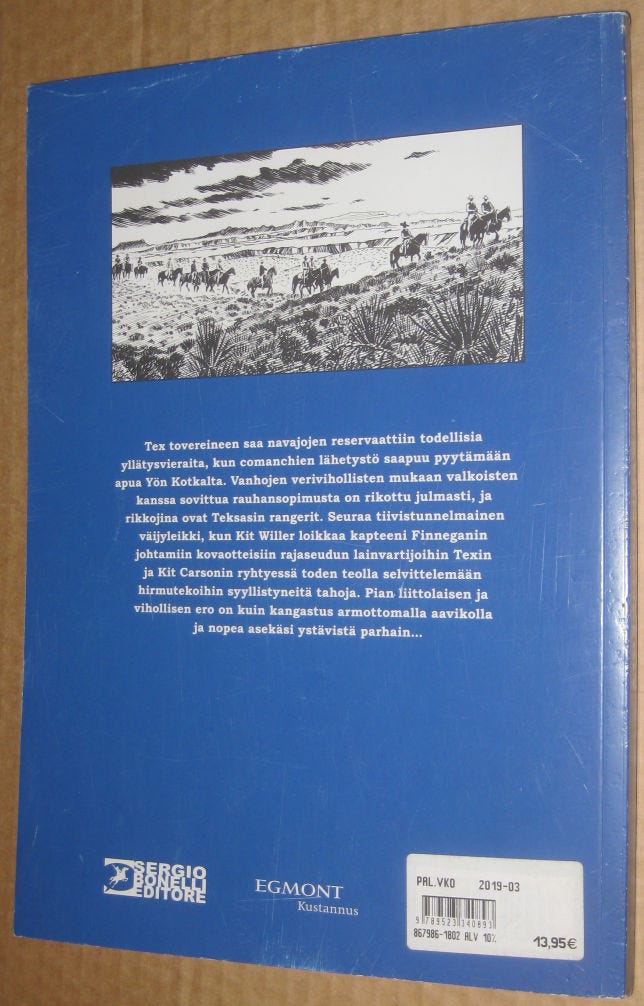 Tex tovereineen saa navajojen reservaattiin todellisia
yllätysvieraita, kun comanchien lähetystö saapuu pyytämään
apua Yön Kotkalta. Vanhojen verivihollisten mukaan valkoisten
kanssa sovittua rauhansopimusta on rikottu julmasti, ja
rikkojina ovat Teksasin rangerit. Seuraa tiivistunnelmainen
väijyleikki, kun Kit Willer loikkaa kapteeni Finneganin
johtamiin kovaotteisiin rajaseudun lainvartijoihin Texin
ja Kit Carsonin ryhtyessä toden teolla selvittelemään
hirmutekoihin syyllistyneitä tahoja. Pian liittolaisen ja
vihollisen ero on kuin kangastus armottomalla aavikolla
ja nopea asekäsi ystävistä parhain...
SERGIO
BONELLI
EDITORE
EGMONT
Kustannus
PAL.VKO 2019-03
9 789523 340893
867986-1802 ALV 10%
13,95€